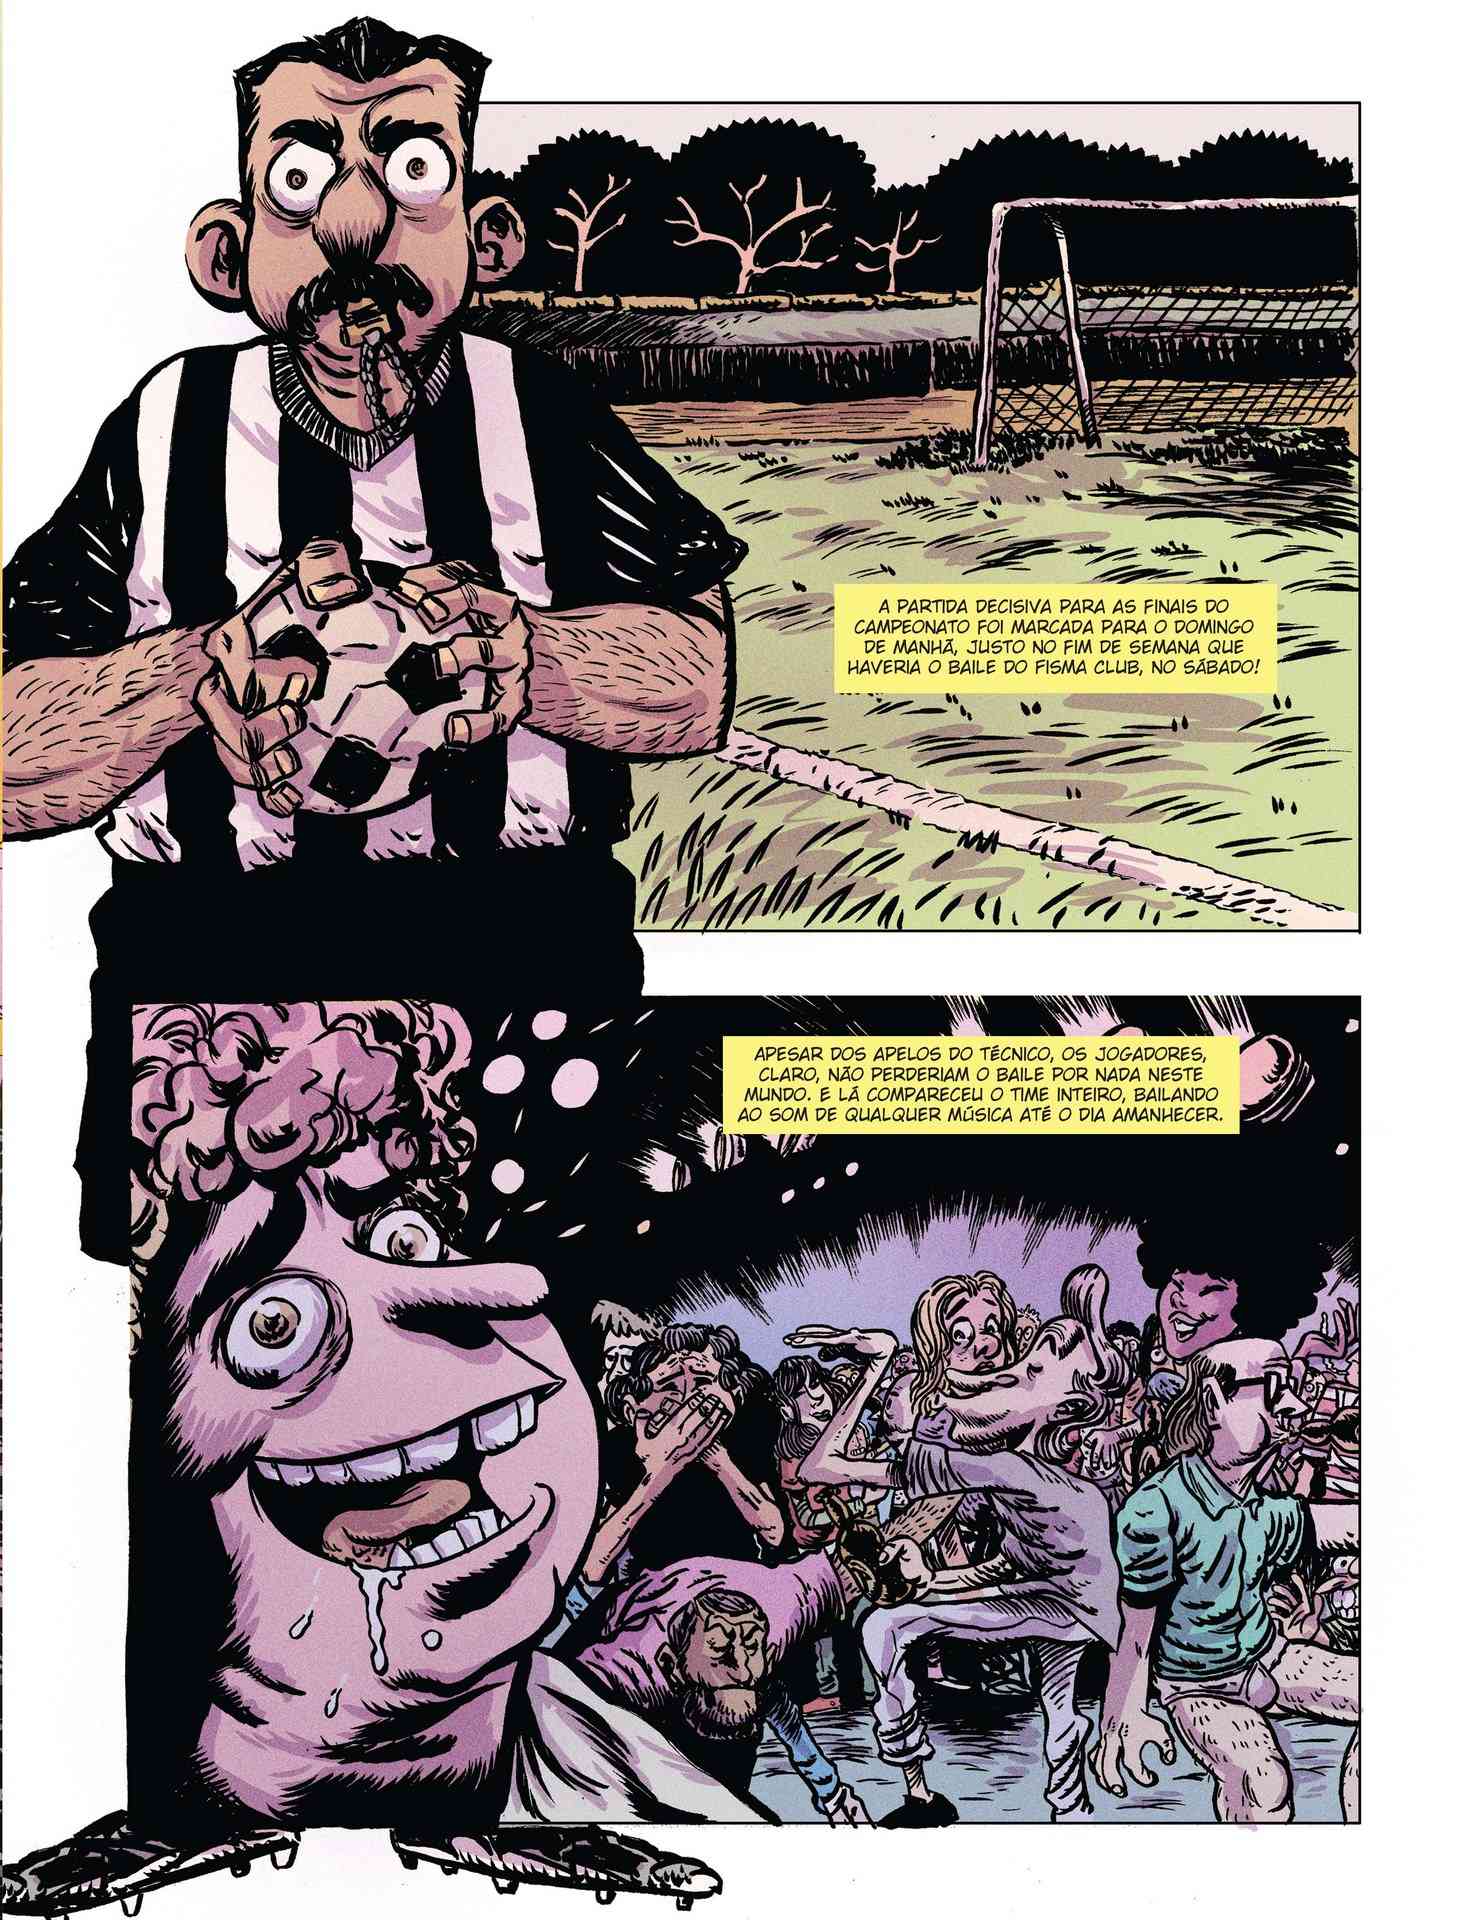 A PARTIDA DECISIVA PARA AS FINAIS DO
CAMPEONATO FOI MARCADA PARA O DOMINGO
DE MANHÃ, JUSTO NO FIM DE SEMANA QUE
HAVERIA O BAILE DO FISMA CLUB, NO SÁBADO!
APESAR DOS APELOS DO TÉCNICO, OS JOGADORES,
CLARO, NÃO PERDERIAM O BAILE POR NADA NESTE
MUNDO. E LÁ COMPARECEU O TIME INTEIRO, BAILANDO
AO SOM DE QUALQUER MÚSICA ATÉ O DIA AMANHECER.